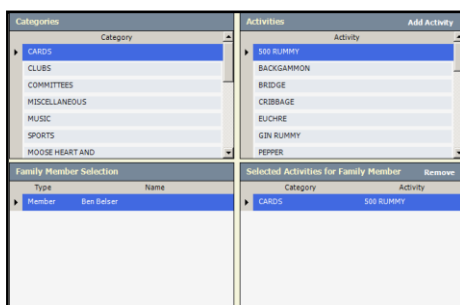 Categories
Category
CARDS
CLUBS
COMMITTEES
MISCELLANEOUS
MUSIC
SPORTS
MOOSE HEART AND
Activities Add Activity
Activity
500 RUMMY
BACKGAMMON
BRIDGE
CRIBBAGE
EUCHRE
GIN RUMMY
PEPPER
Family Member Selection
Type Name
Member Ben Belser
Selected Activities for Family Member Remove
Category Activity
CARDS 500 RUMMY